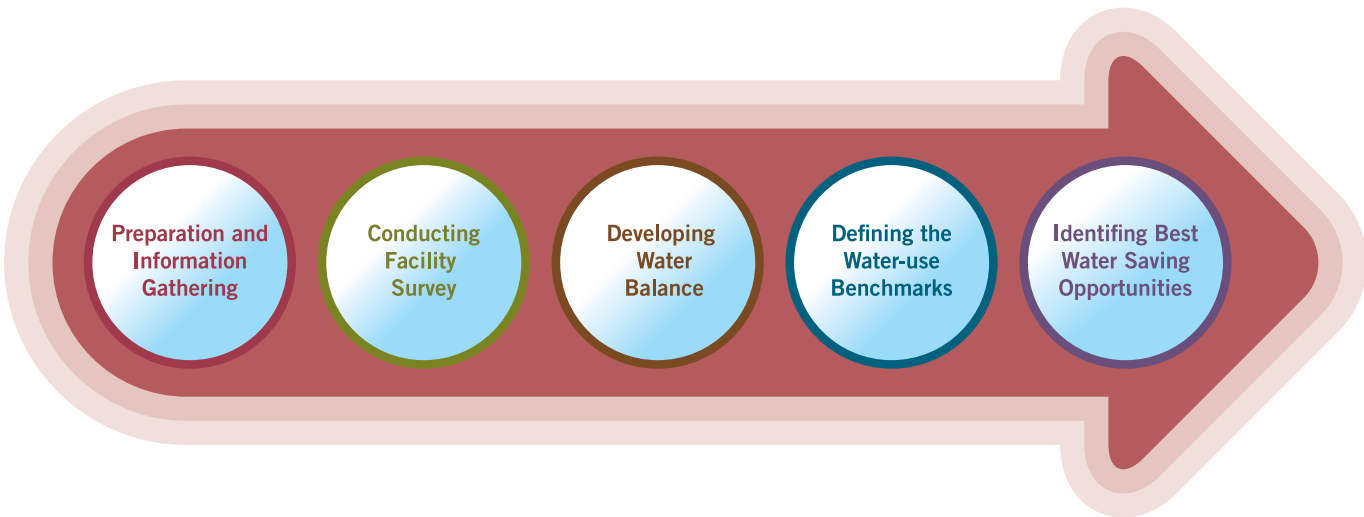 Preparation and
Information
Gathering
Conducting
Facility
Survey
Developing
Water
Balance
Defining the
Water-use
Benchmarks
Identifing Best
Water Saving
Opportunities